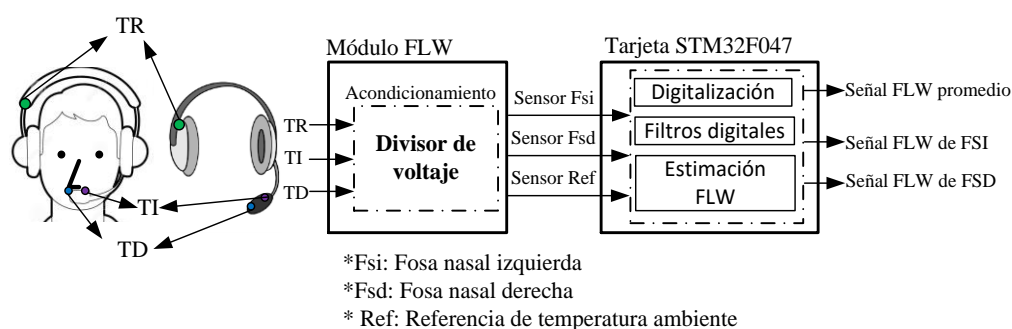 TR
TI
TD
Módulo FLW
Acondicionamiento
TR
TI
TD
Divisor de
voltaje
Sensor Fsi
Sensor Fsd
Sensor Ref
Tarjeta STM32F047
Digitalización
Filtros digitales
Estimación
FLW
Señal FLW promedio
Señal FLW de FSI
Señal FLW de FSD
*Fsi: Fosa nasal izquierda
*Fsd: Fosa nasal derecha
* Ref: Referencia de temperatura ambiente